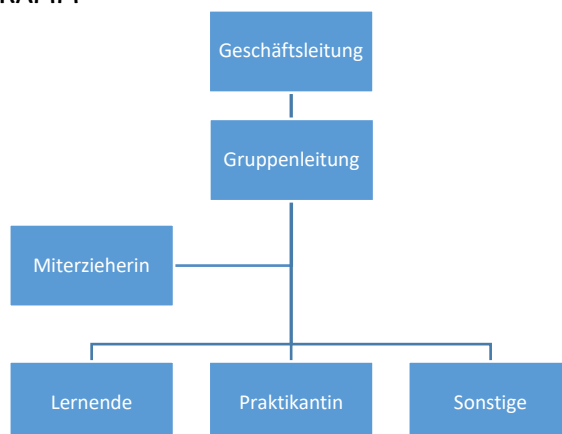 Geschäftsleitung
Gruppenleitung
Miterzieherin
Lernende
Praktikantin
Sonstige